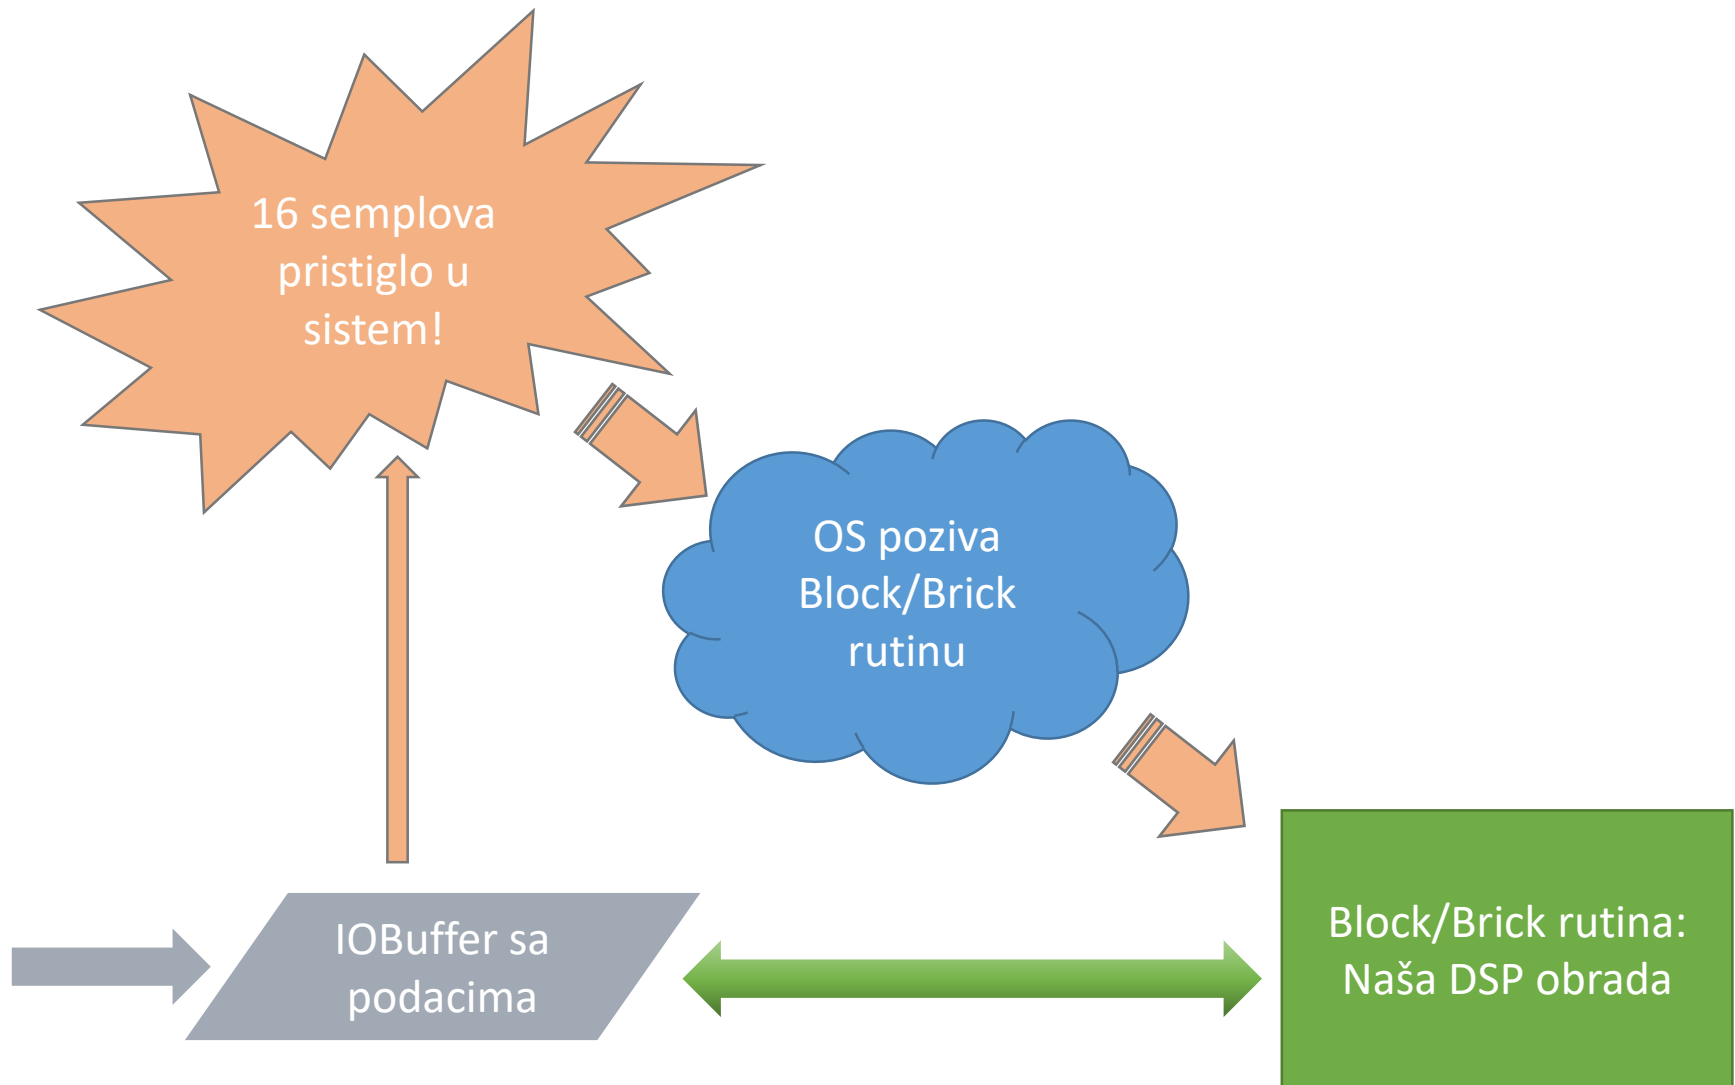 16 semplova
pristiglo u
sistem!
OS poziva
Block/Brick
rutinu
IOBuffer sa
podacima
Block/Brick rutina:
Naša DSP obrada